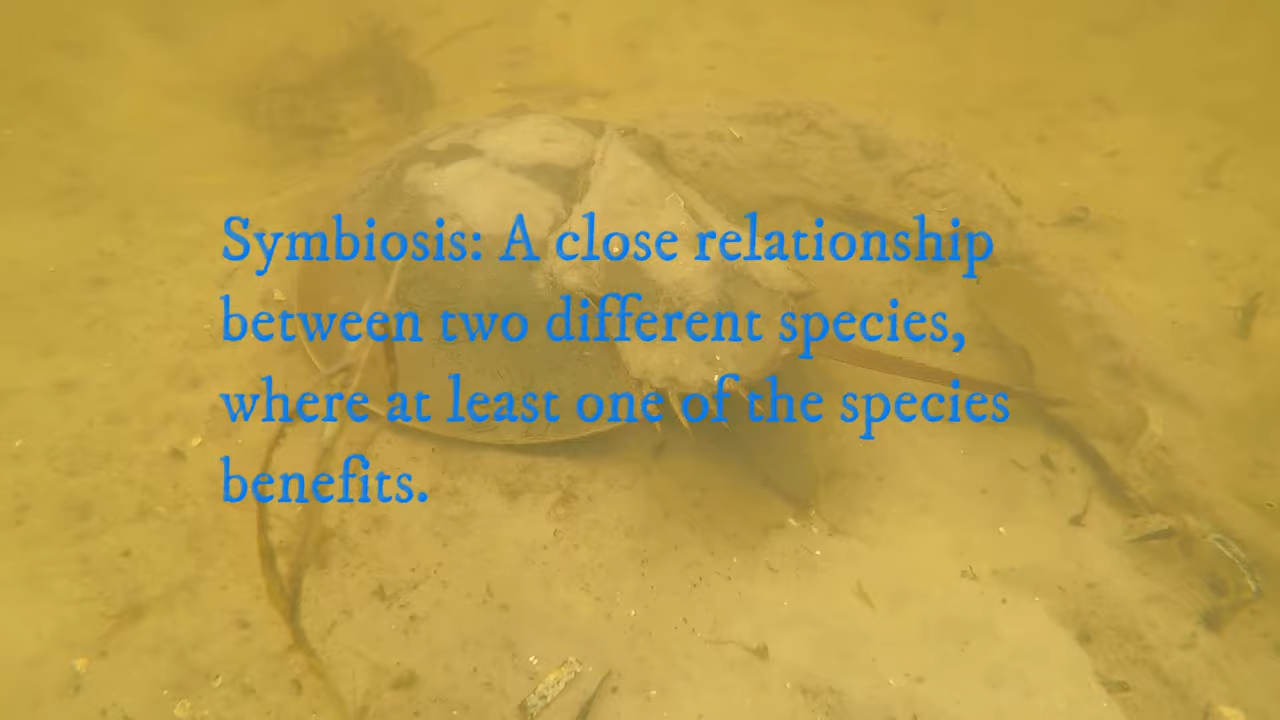 Symbiosis: A close relationship
between two different species,
where at least one of the species
benefits.